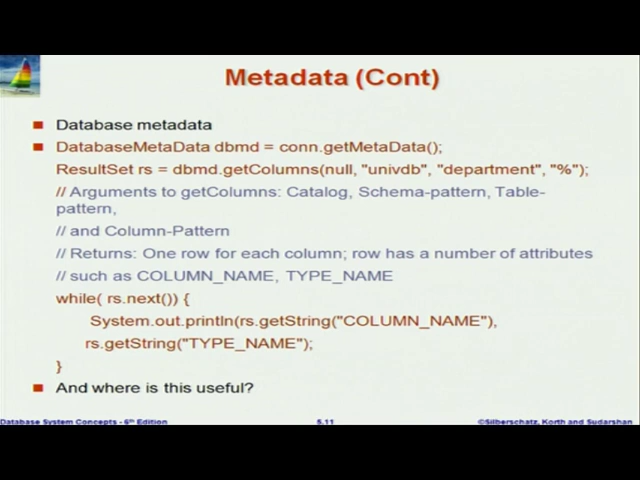 Metadata (Cont)
Database metadata
DatabaseMetaData dbmd = conn.getMetaData();
ResultSet rs = dbmd.getColumns(null, "univdb", "department", "%");
// Arguments to getColumns: Catalog, Schema-pattern, Table-
pattern,
// and Column-Pattern
// Returns: One row for each column; row has a number of attributes
// such as COLUMN_NAME, TYPE_NAME
while( rs.next()) {
System.out.println(rs.getString("COLUMN_NAME"),
rs.getString("TYPE_NAME");
}
And where is this useful?
Database System Concepts - 6th Edition
5.11
©Silberschatz, Korth and Sudarshan